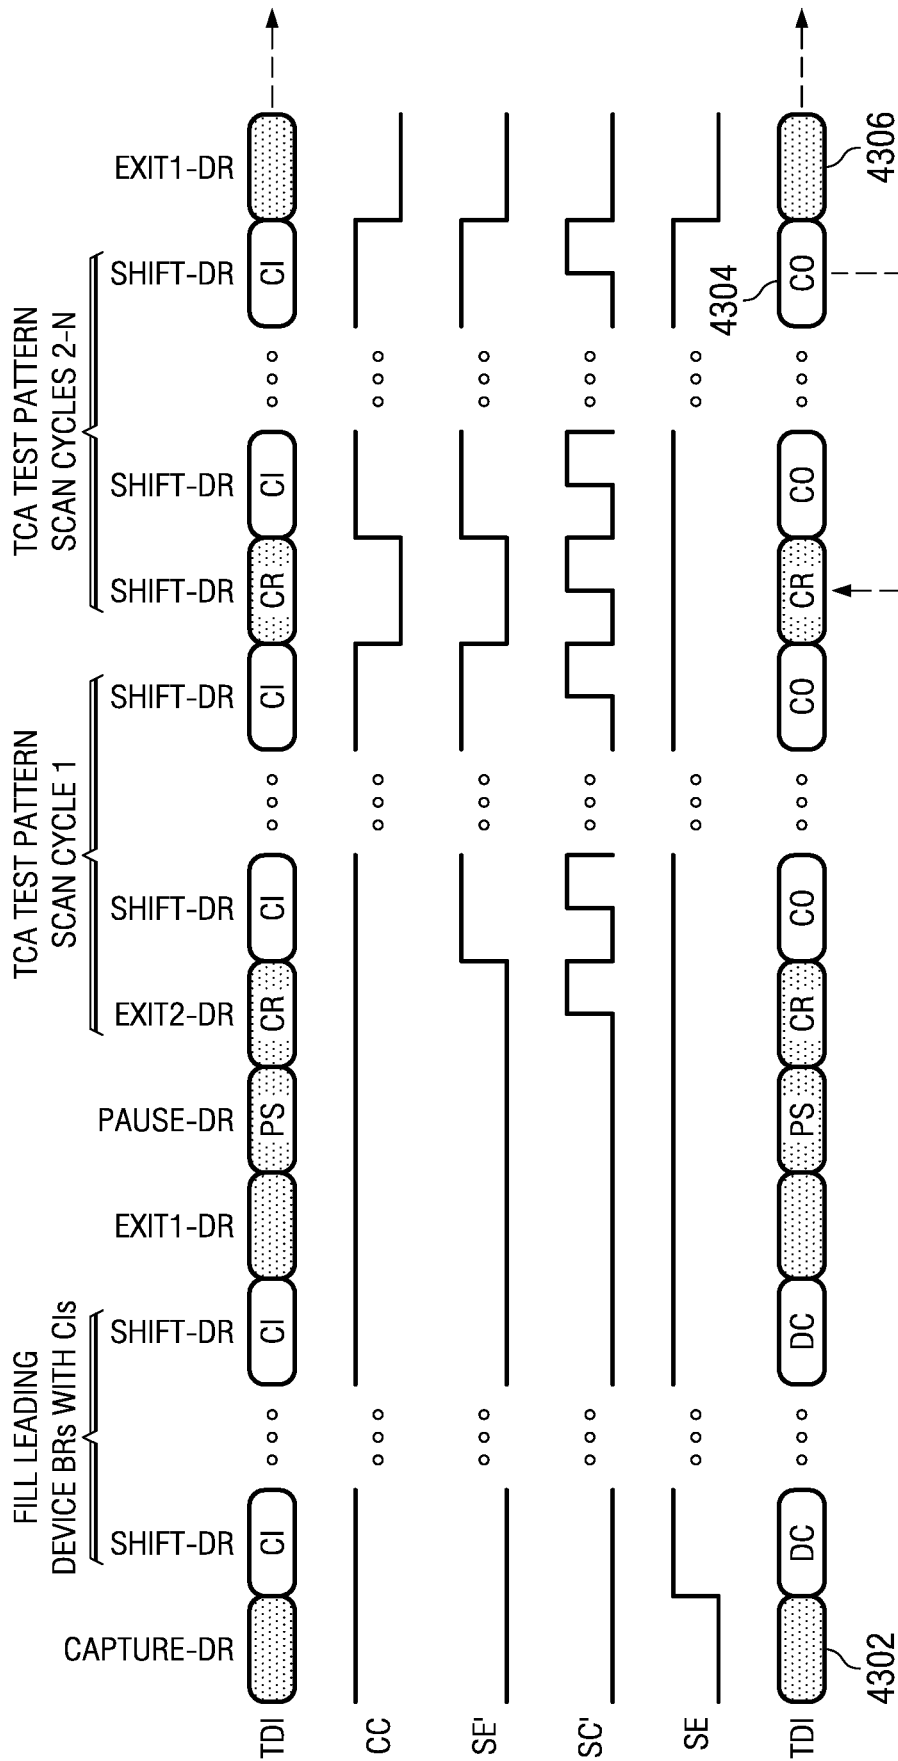 FILL LEADING
DEVICE BRs WITH CIs
TCA TEST PATTERN
SCAN CYCLE 1
TCA TEST PATTERN
SCAN CYCLES 2-N
CAPTURE-DR
SHIFT-DR
SHIFT-DR
EXIT1-DR
PAUSE-DR
EXIT2-DR
SHIFT-DR
SHIFT-DR
SHIFT-DR
SHIFT-DR
SHIFT-DR
EXIT1-DR
TDI
CI
CI
PS
CR
CI
CI
CR
CI
CI
CC
SE'
SC'
SE
TDI
DC
DC
PS
CR
CO
CO
CR
CO
CO
4302
4304
4306